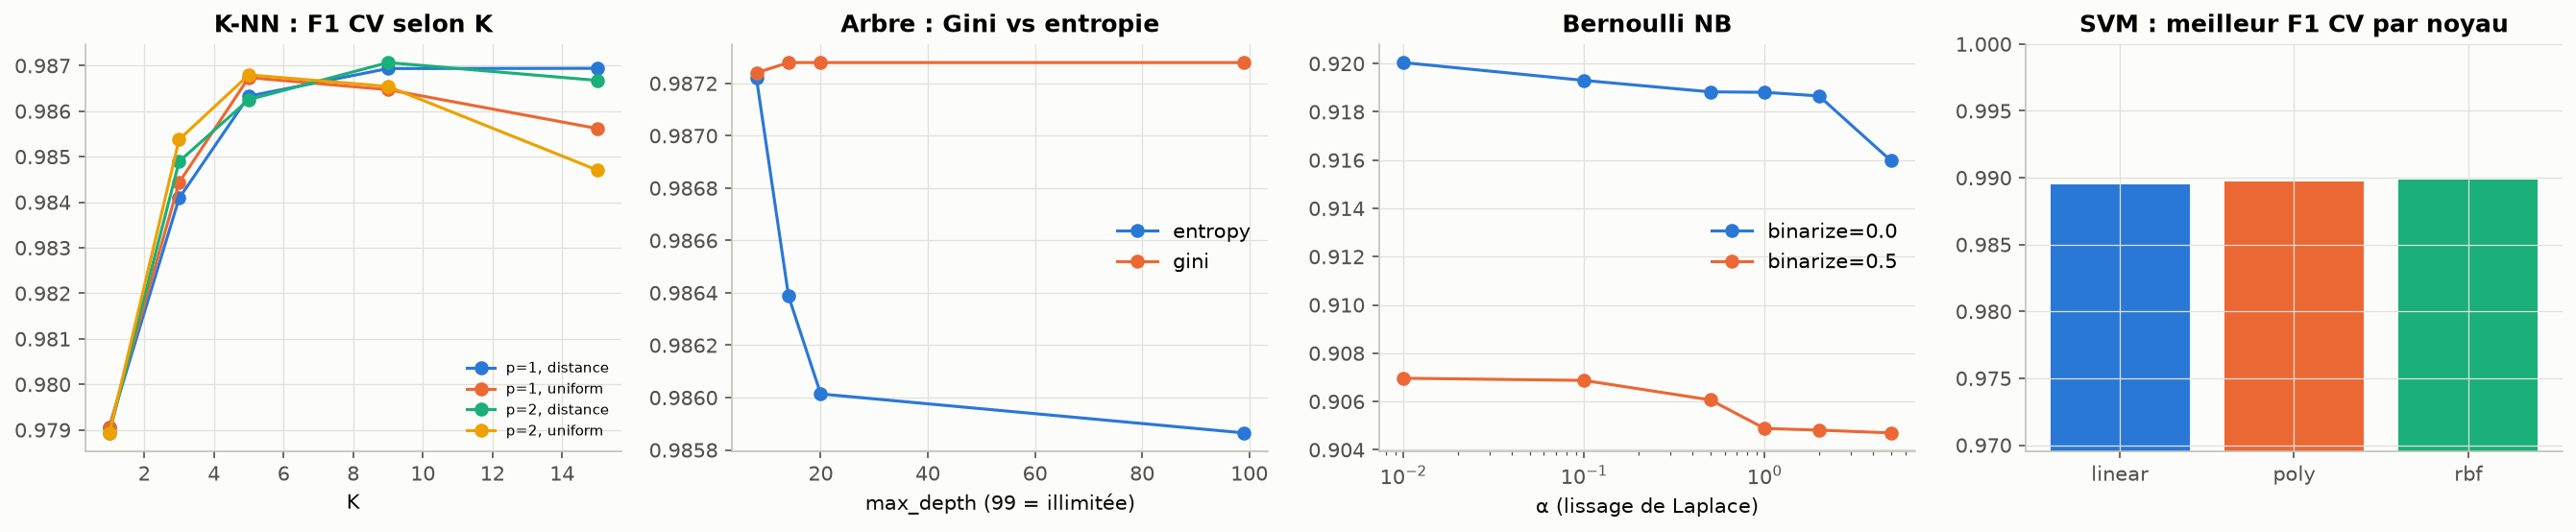 K-NN : F1 CV selon K
0.987
0.986
0.985
0.984
0.983
0.982
0.981
0.980
0.979
p=1, distance
p=1, uniform
p=2, distance
p=2, uniform
2 4 6 8 10 12 14
K
Arbre : Gini vs entropie
0.9872
0.9870
0.9868
0.9866
0.9864
0.9862
0.9860
0.9858
entropy
gini
20 40 60 80 100
max_depth (99 = illimitée)
Bernoulli NB
0.920
0.918
0.916
0.914
0.912
0.910
0.908
0.906
0.904
binarize=0.0
binarize=0.5
10⁻² 10⁻¹ 10⁰
α (lissage de Laplace)
SVM : meilleur F1 CV par noyau
1.000
0.995
0.990
0.985
0.980
0.975
0.970
linear poly rbf